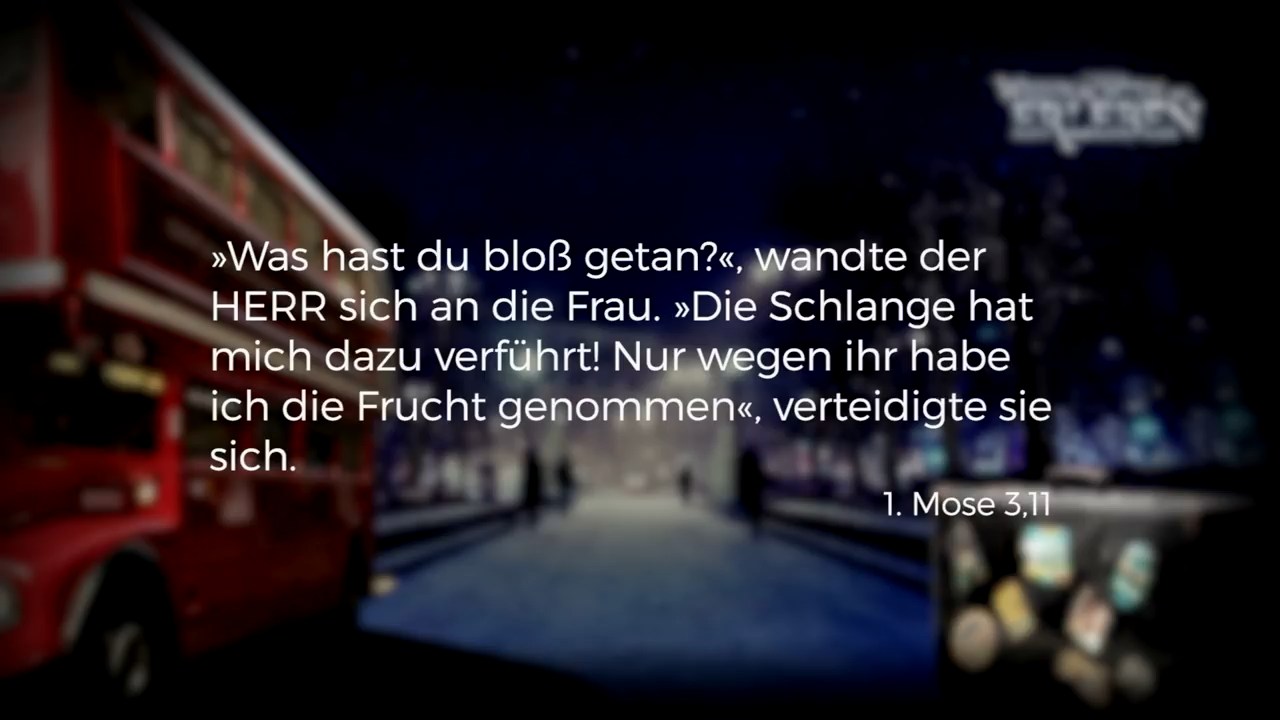 »Was hast du bloß getan?«, wandte der
HERR sich an die Frau. »Die Schlange hat
mich dazu verführt! Nur wegen ihr habe
ich die Frucht genommen«, verteidigte sie
sich.
1. Mose 3,11